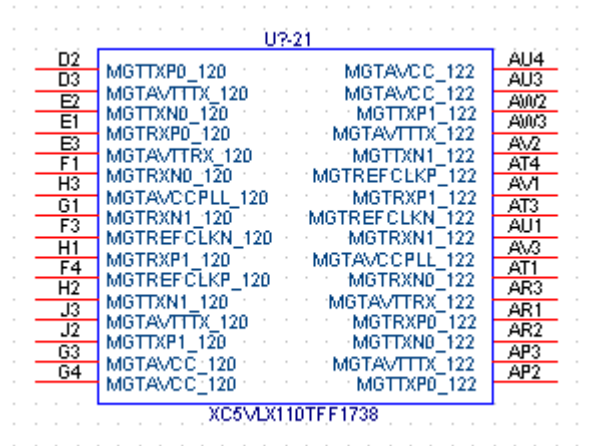 U?-21
D2 MGTTXP0_120 MGTAVCC_122 AU4
D3 MGTAVTTTX_120 MGTAVCC_122 AU3
E2 MGTTXN0_120 MGTTXP1_122 AW2
E1 MGTRXP0_120 MGTAVTTTX_122 AW3
E3 MGTAVTTRX_120 MGTTXN1_122 AV2
F1 MGTRXN0_120 MGTREFCLKP_122 AT4
H3 MGTAVCCPLL_120 MGTRXP1_122 AV1
G1 MGTRXN1_120 MGTREFCLKN_122 AT3
F3 MGTREFCLKN_120 MGTRXN1_122 AU1
H1 MGTRXP1_120 MGTAVCCPLL_122 AV3
F4 MGTREFCLKP_120 MGTRXN0_122 AT1
H2 MGTTXN1_120 MGTAVTTRX_122 AR3
J3 MGTAVTTTX_120 MGTRXP0_122 AR1
J2 MGTTXP1_120 MGTTXN0_122 AR2
G3 MGTAVCC_120 MGTAVTTTX_122 AP3
G4 MGTAVCC_120 MGTTXP0_122 AP2
XC5VLX110TFF1738